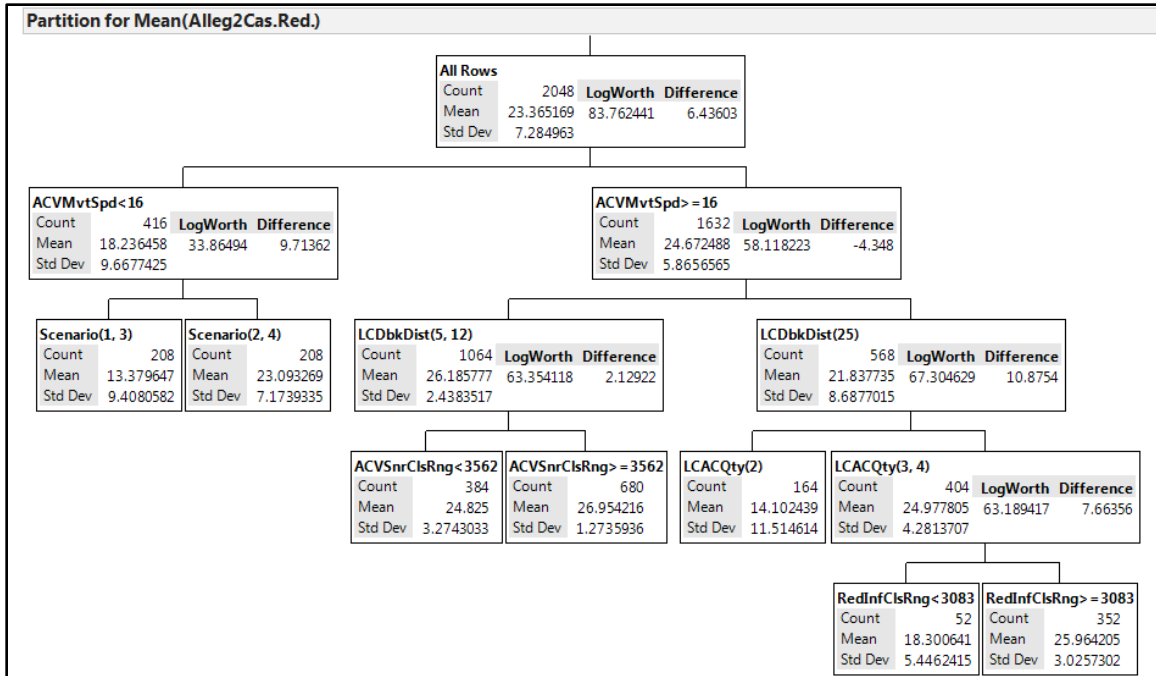 Partition for Mean(Alleg2Cas.Red.)
All Rows
Count 2048 LogWorth Difference
Mean 23.365169 83.762441 6.43603
Std Dev 7.284963
ACVMvtSpd<16
Count 416 LogWorth Difference
Mean 18.236458 33.86494 9.71362
Std Dev 9.6677425
ACVMvtSpd>=16
Count 1632 LogWorth Difference
Mean 24.672488 58.118223 -4.348
Std Dev 5.8656565
Scenario(1, 3)
Count 208
Mean 13.379647
Std Dev 9.4080582
Scenario(2, 4)
Count 208
Mean 23.093269
Std Dev 7.1739335
LCDbkDist(5, 12)
Count 1064 LogWorth Difference
Mean 26.185777 63.354118 2.12922
Std Dev 2.4383517
LCDbkDist(25)
Count 568 LogWorth Difference
Mean 21.837735 67.304629 10.8754
Std Dev 8.6877015
ACVSnrClsRng<3562
Count 384
Mean 24.825
Std Dev 3.2743033
ACVSnrClsRng>=3562
Count 680
Mean 26.954216
Std Dev 1.2735936
LCACQty(2)
Count 164
Mean 14.102439
Std Dev 11.514614
LCACQty(3, 4)
Count 404 LogWorth Difference
Mean 24.977805 63.189417 7.66356
Std Dev 4.2813707
RedInfClsRng<3083
Count 52
Mean 18.300641
Std Dev 5.4462415
RedInfClsRng>=3083
Count 352
Mean 25.964205
Std Dev 3.0257302